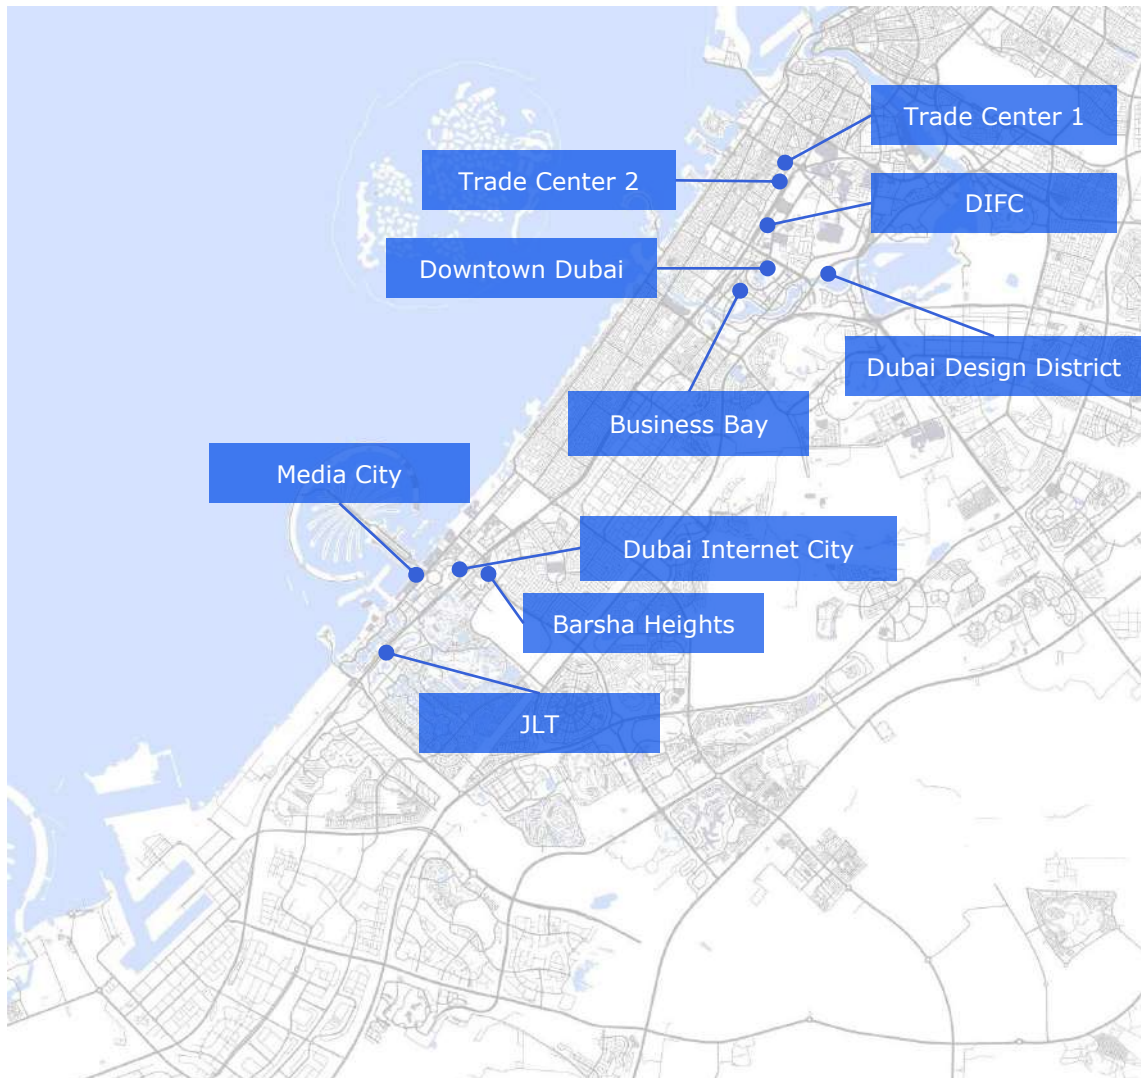 Trade Center 1
Trade Center 2
DIFC
Downtown Dubai
Dubai Design District
Business Bay
Media City
Dubai Internet City
Barsha Heights
JLT